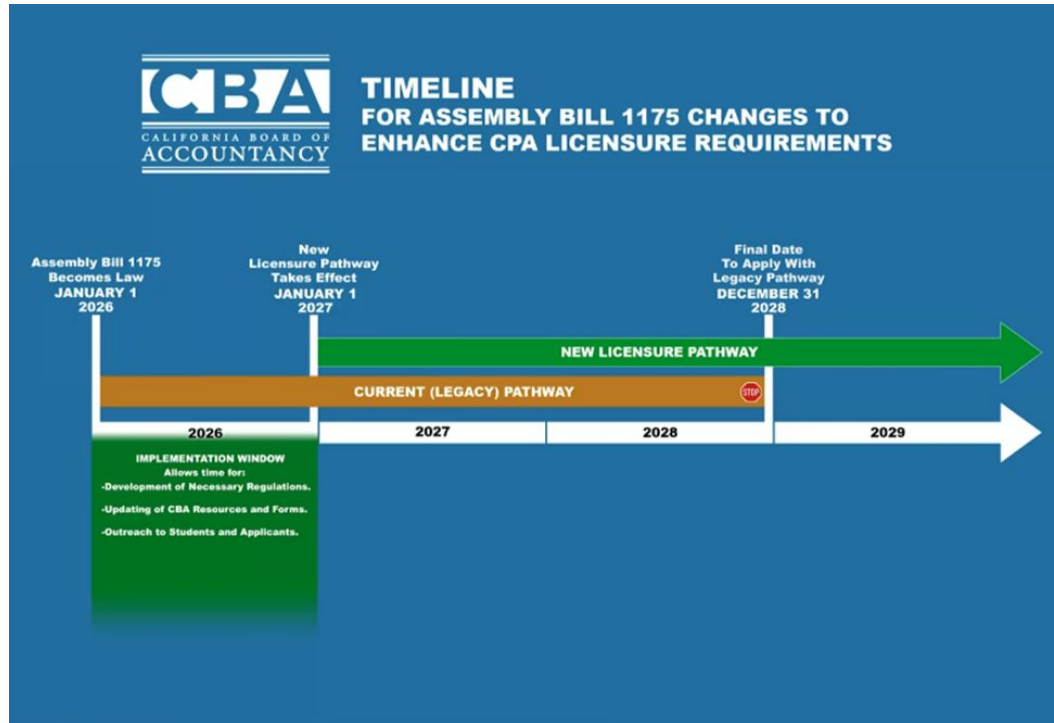 CBA
CALIFORNIA BOARD OF
ACCOUNTANCY
TIMELINE
FOR ASSEMBLY BILL 1175 CHANGES TO
ENHANCE CPA LICENSURE REQUIREMENTS
Assembly Bill 1175
Becomes Law
JANUARY 1
2026
New
Licensure Pathway
Takes Effect
JANUARY 1
2027
Final Date
To Apply With
Legacy Pathway
DECEMBER 31
2028
NEW LICENSURE PATHWAY
CURRENT (LEGACY) PATHWAY
STOP
2026
2027
2028
2029
IMPLEMENTATION WINDOW
Allows time for:
-Development of Necessary Regulations.
-Updating of CBA Resources and Forms.
-Outreach to Students and Applicants.